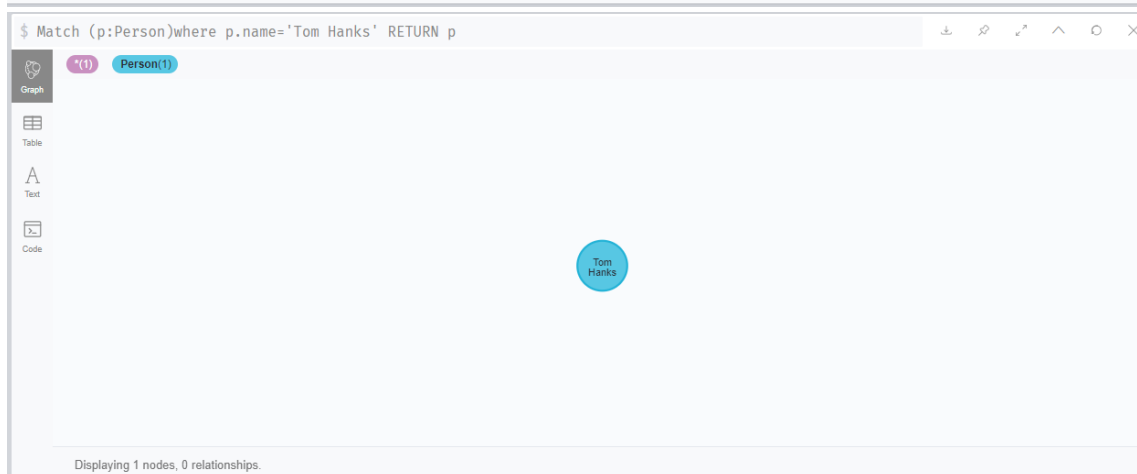 $ Match (p:Person)where p.name='Tom Hanks' RETURN p
*(1) Person(1)
Graph
Table
A
Text
Code
Tom
Hanks
Displaying 1 nodes, 0 relationships.